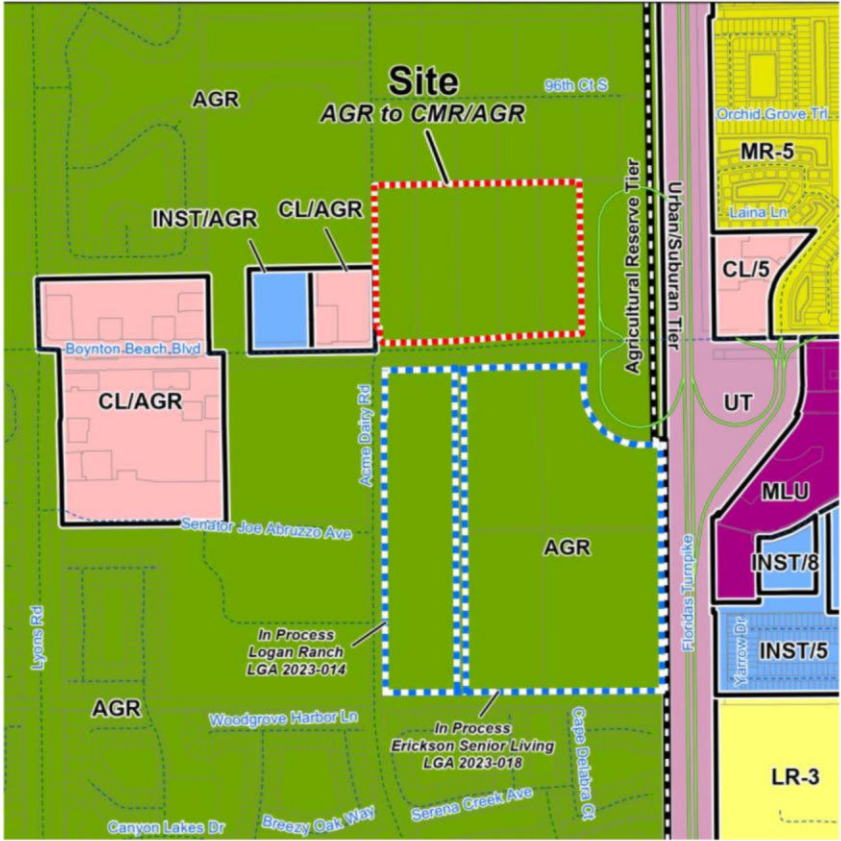 Site
AGR to CMR/AGR
96th Ct S
AGR
Orchid Grove Trl
MR-5
INST/AGR
CL/AGR
Laina Ln
Agricultural Reserve Tier
Urban/Suburan Tier
CL/5
Boynton Beach Blvd
CL/AGR
UT
Acme Dairy Rd
MLU
Senator Joe Abruzzo Ave
AGR
INST/8
Floridas Turnpike
Lyons Rd
In Process
Logan Ranch
LGA 2023-014
Yarrow Dr
INST/5
AGR
Woodgrove Harbor Ln
In Process
Erickson Senior Living
LGA 2023-018
Cape Delabra Ct
LR-3
Serena Creek Ave
Canyon Lakes Dr
Breezy Oak Way